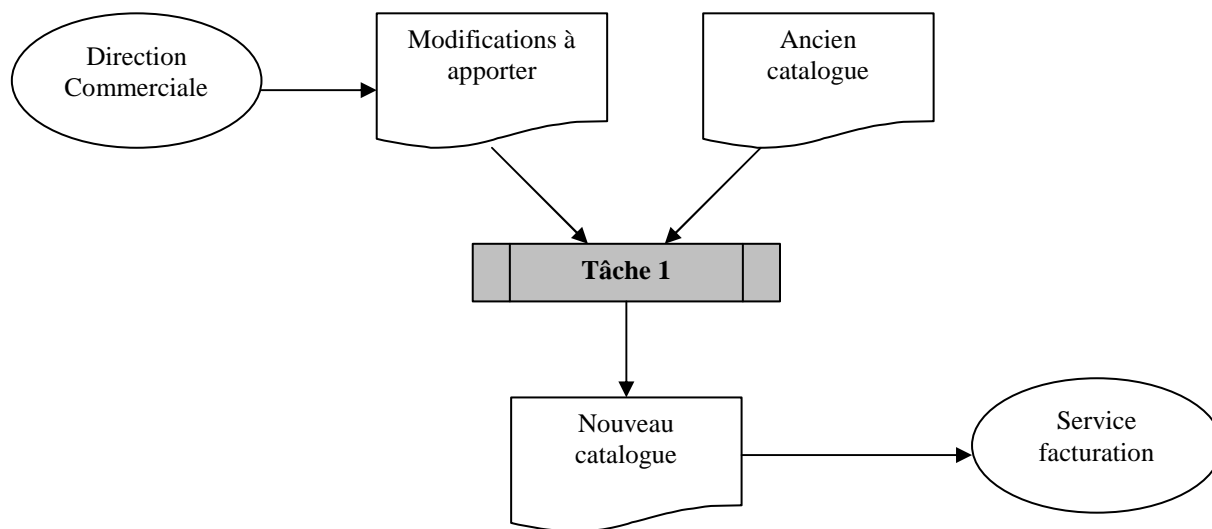 Direction
Commerciale
Modifications à
apporter
Ancien
catalogue
Tâche 1
Nouveau
catalogue
Service
facturation